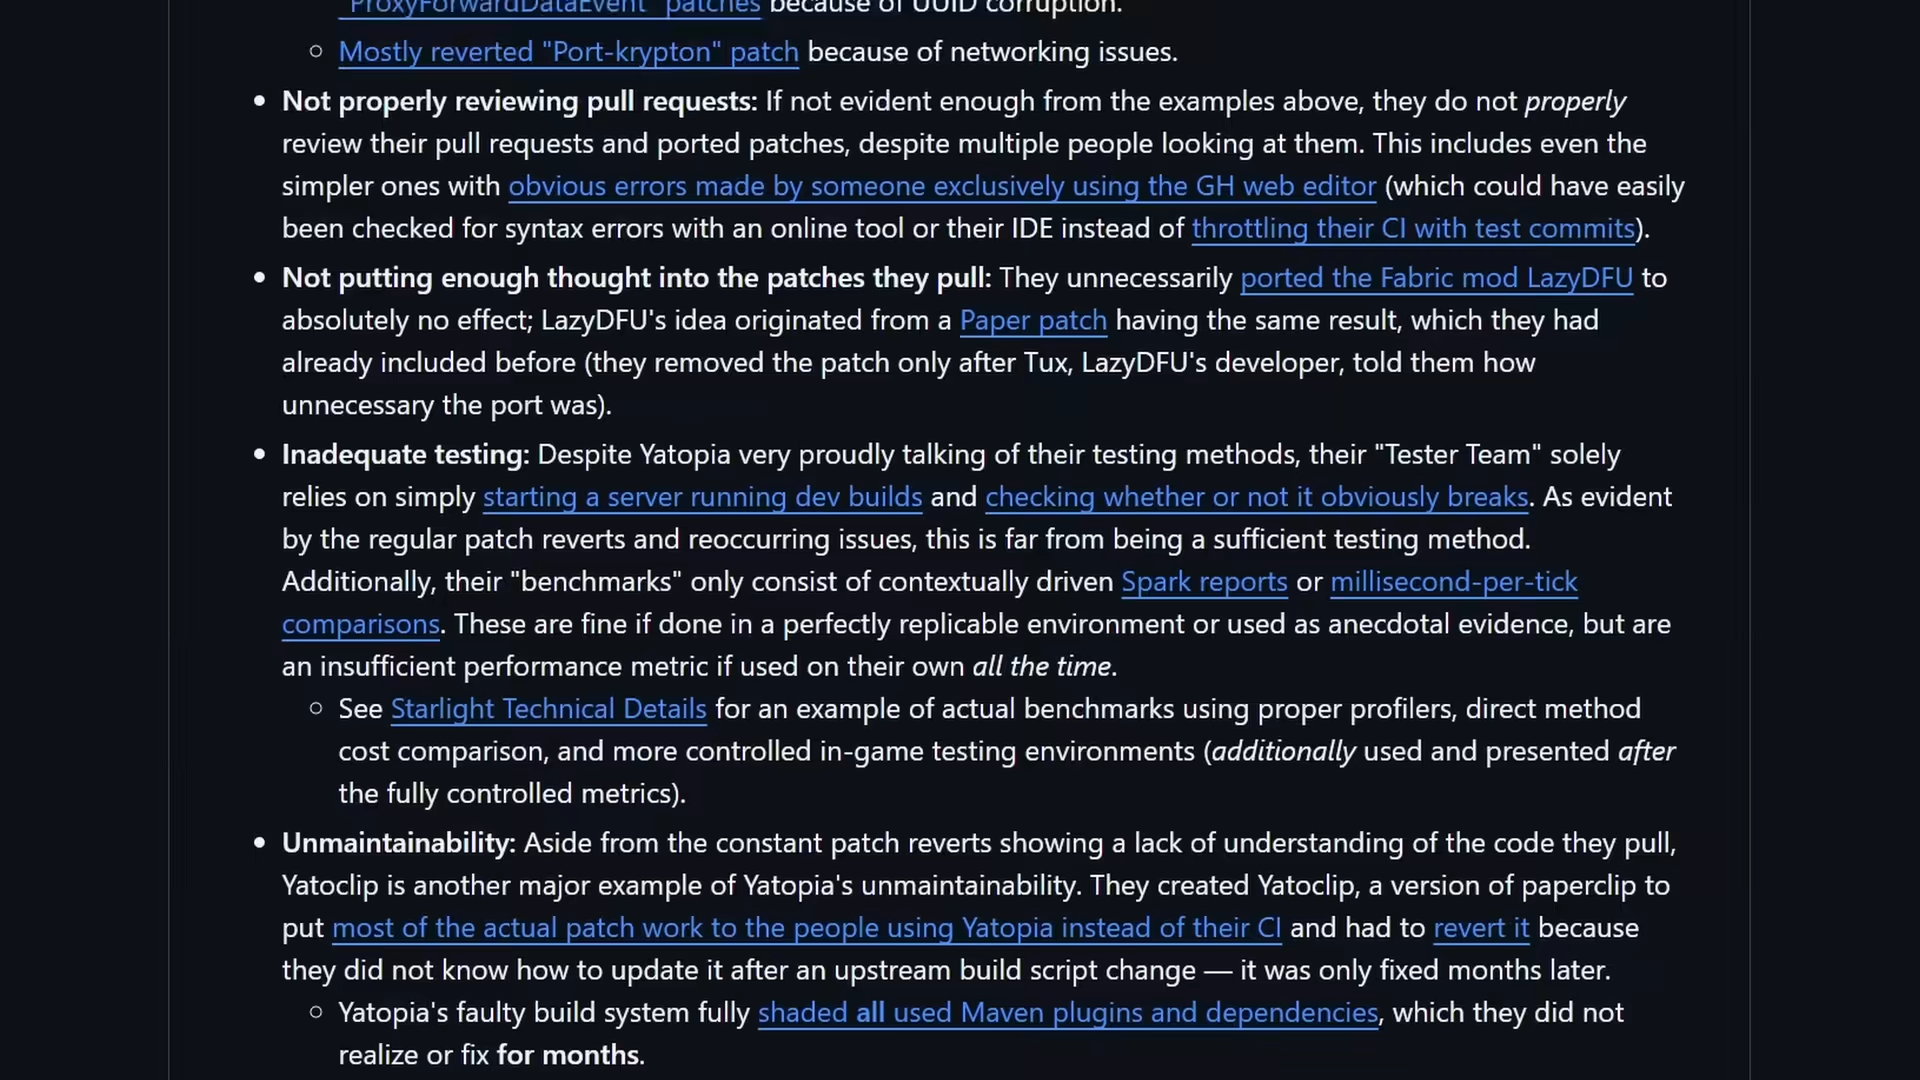 "ProxyForwardDataEvent" patches because of UUID corruption.
Mostly reverted "Port-krypton" patch because of networking issues.
Not properly reviewing pull requests: If not evident enough from the examples above, they do not properly
review their pull requests and ported patches, despite multiple people looking at them. This includes even the
simpler ones with obvious errors made by someone exclusively using the GH web editor (which could have easily
been checked for syntax errors with an online tool or their IDE instead of throttling their CI with test commits).
Not putting enough thought into the patches they pull: They unnecessarily ported the Fabric mod LazyDFU to
absolutely no effect; LazyDFU's idea originated from a Paper patch having the same result, which they had
already included before (they removed the patch only after Tux, LazyDFU's developer, told them how
unnecessary the port was).
Inadequate testing: Despite Yatopia very proudly talking of their testing methods, their "Tester Team" solely
relies on simply starting a server running dev builds and checking whether or not it obviously breaks. As evident
by the regular patch reverts and reoccurring issues, this is far from being a sufficient testing method.
Additionally, their "benchmarks" only consist of contextually driven Spark reports or millisecond-per-tick
comparisons. These are fine if done in a perfectly replicable environment or used as anecdotal evidence, but are
an insufficient performance metric if used on their own all the time.
See Starlight Technical Details for an example of actual benchmarks using proper profilers, direct method
cost comparison, and more controlled in-game testing environments (additionally used and presented after
the fully controlled metrics).
Unmaintainability: Aside from the constant patch reverts showing a lack of understanding of the code they pull,
Yatoclip is another major example of Yatopia's unmaintainability. They created Yatoclip, a version of paperclip to
put most of the actual patch work to the people using Yatopia instead of their CI and had to revert it because
they did not know how to update it after an upstream build script change — it was only fixed months later.
Yatopia's faulty build system fully shaded all used Maven plugins and dependencies, which they did not
realize or fix for months.